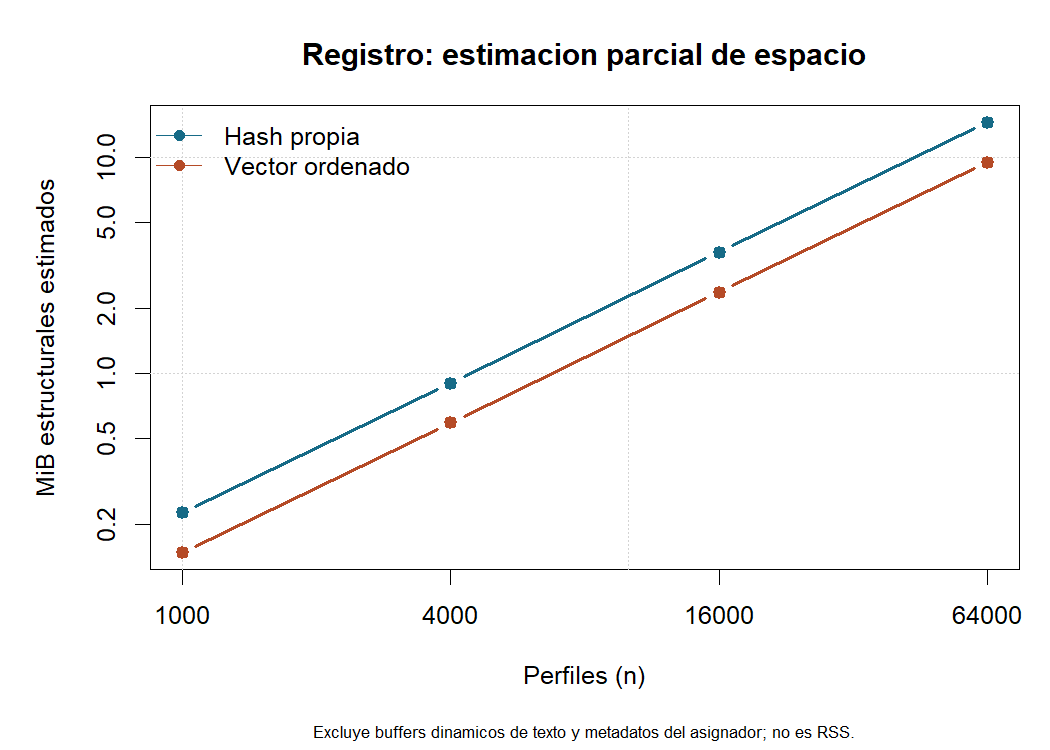 Registro: estimacion parcial de espacio
Hash propia
Vector ordenado
MiB estructurales estimados
10.0
5.0
2.0
1.0
0.5
0.2
1000 4000 16000 64000
Perfiles (n)
Excluye buffers dinamicos de texto y metadatos del asignador; no es RSS.